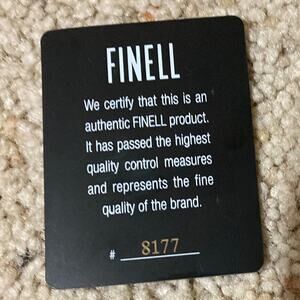 FINELL
We certify that this is an
authentic FINELL product.
It has passed the highest
quality control measures
and represents the fine
quality of the brand.
# 8177